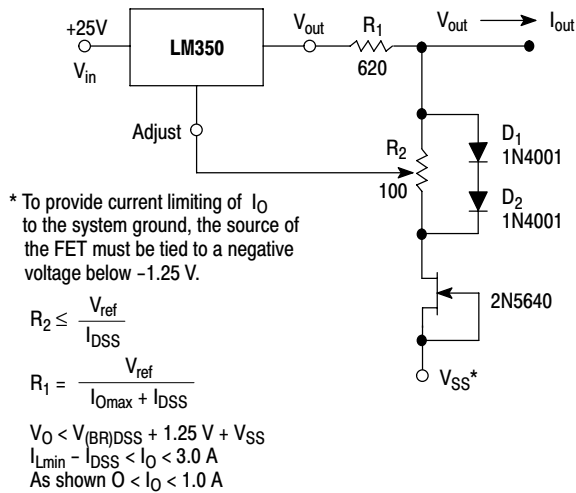 +25V
V_in
LM350
V_out
R_1
620
V_out
I_out
Adjust
R_2
100
D_1
1N4001
D_2
1N4001
* To provide current limiting of I_O
to the system ground, the source of
the FET must be tied to a negative
voltage below –1.25 V.
2N5640
R_2 ≤ V_ref / I_DSS
V_SS*
R_1 = V_ref / I_Omax + I_DSS
V_O < V_(BR)DSS + 1.25 V + V_SS
I_Lmin – I_DSS < I_O < 3.0 A
As shown O < I_O < 1.0 A